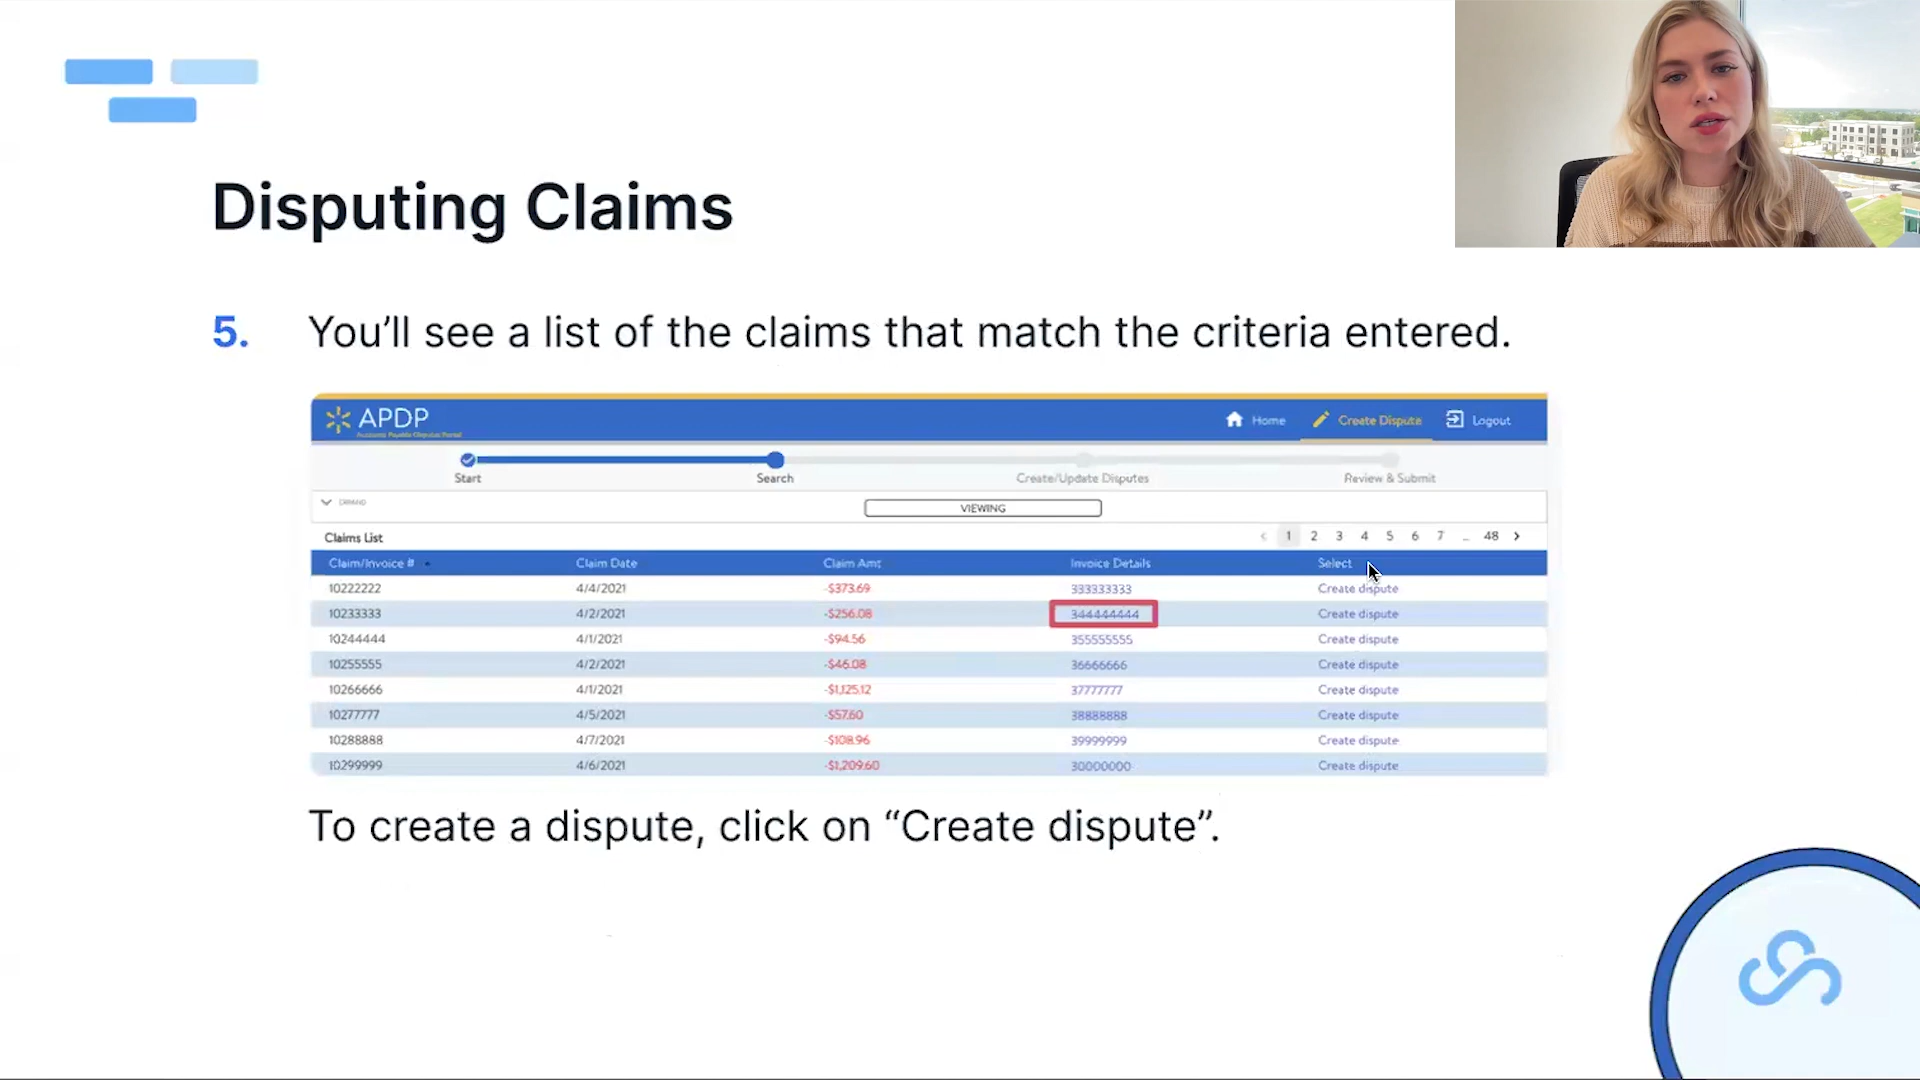 Disputing Claims
5. You'll see a list of the claims that match the criteria entered.
APDP
Accounts Payable Disputes Portal
Home
Create Dispute
Logout
Start
Search
Create/Update Disputes
Review & Submit
EXPAND
VIEWING
Claims List
< 1 2 3 4 5 6 7 ... 48 >
Claim/Invoice # Claim Date Claim Amt Invoice Details Select
10222222 4/4/2021 -$373.69 333333333 Create dispute
10233333 4/2/2021 -$256.08 344444444 Create dispute
10244444 4/1/2021 -$94.56 355555555 Create dispute
10255555 4/2/2021 -$46.08 36666666 Create dispute
10266666 4/1/2021 -$1,125.12 37777777 Create dispute
10277777 4/5/2021 -$57.60 38888888 Create dispute
10288888 4/7/2021 -$108.96 39999999 Create dispute
10299999 4/6/2021 -$1,209.60 30000000 Create dispute
To create a dispute, click on “Create dispute”.